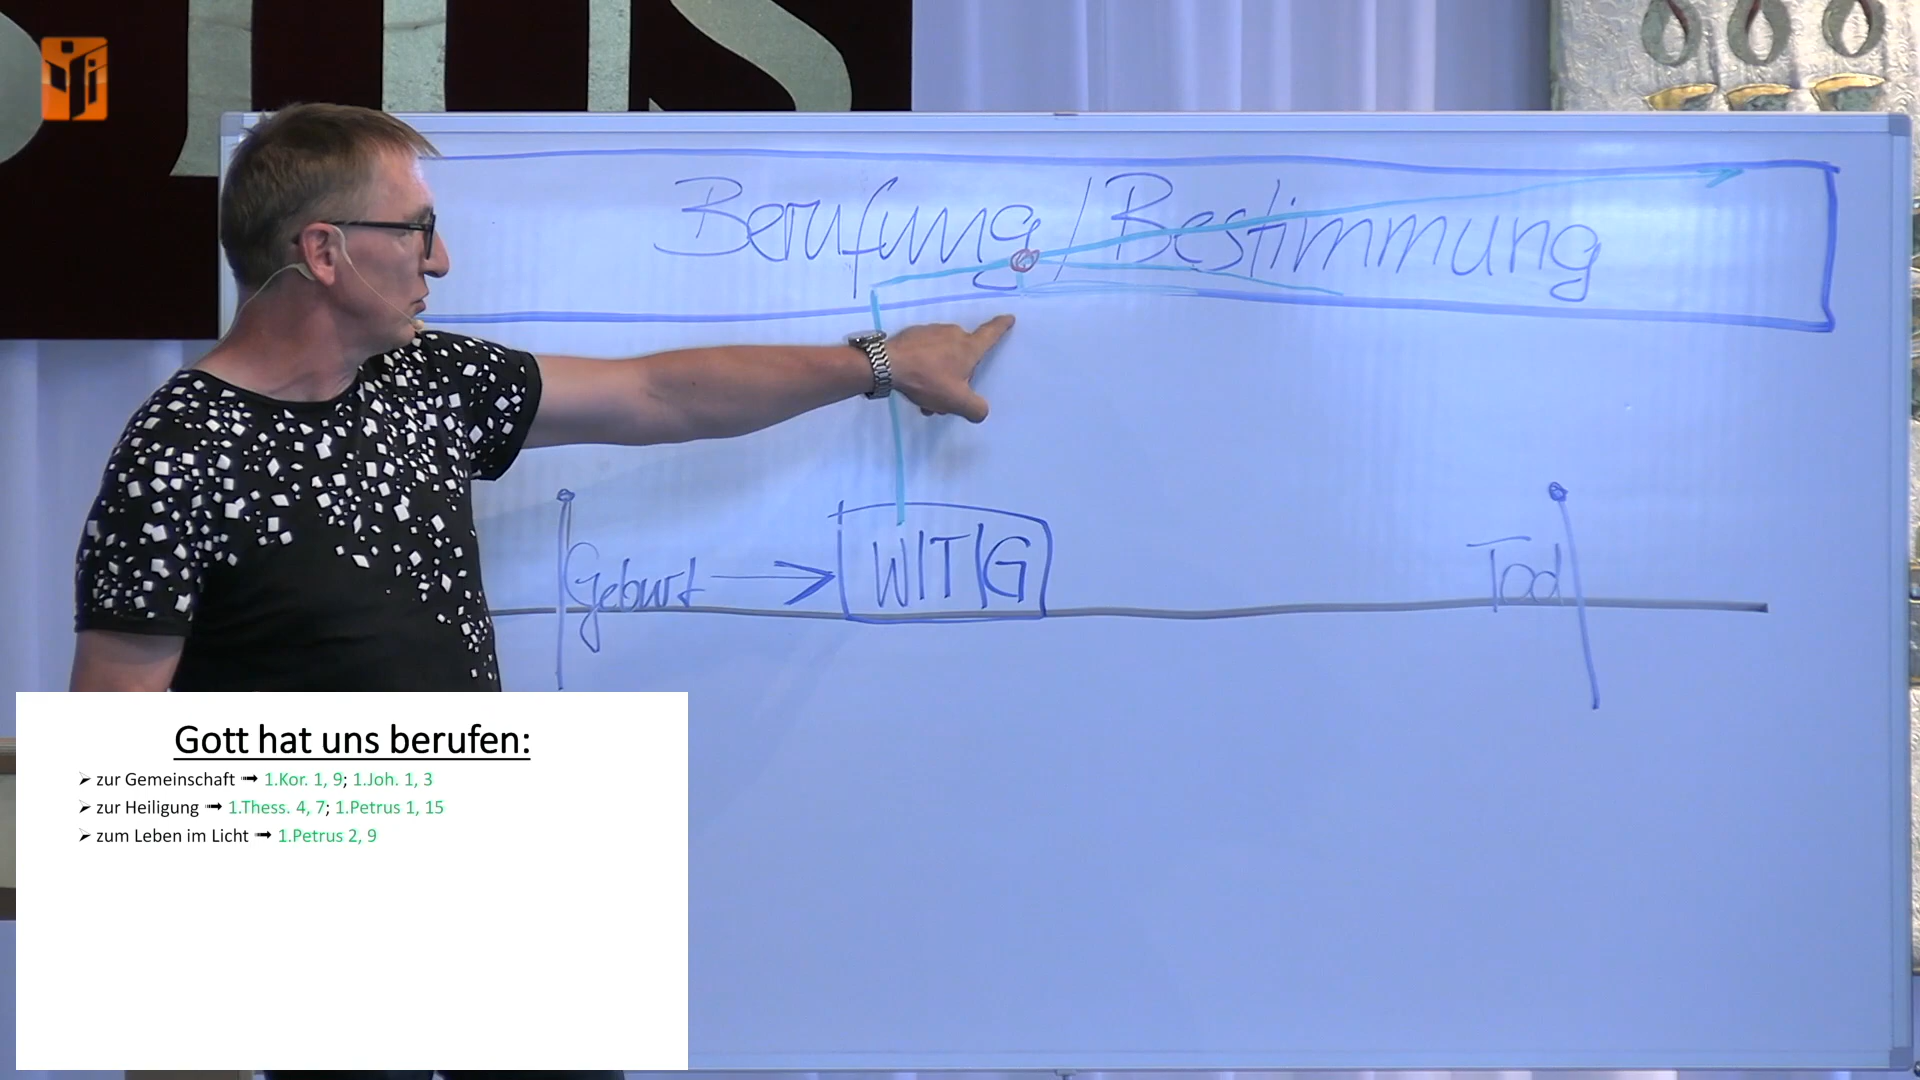 Berufung/Bestimmung
Geburt → WIT|G
Tod
Gott hat uns berufen:
➢ zur Gemeinschaft ➟ 1.Kor. 1, 9; 1.Joh. 1, 3
➢ zur Heiligung ➟ 1.Thess. 4, 7; 1.Petrus 1, 15
➢ zum Leben im Licht ➟ 1.Petrus 2, 9